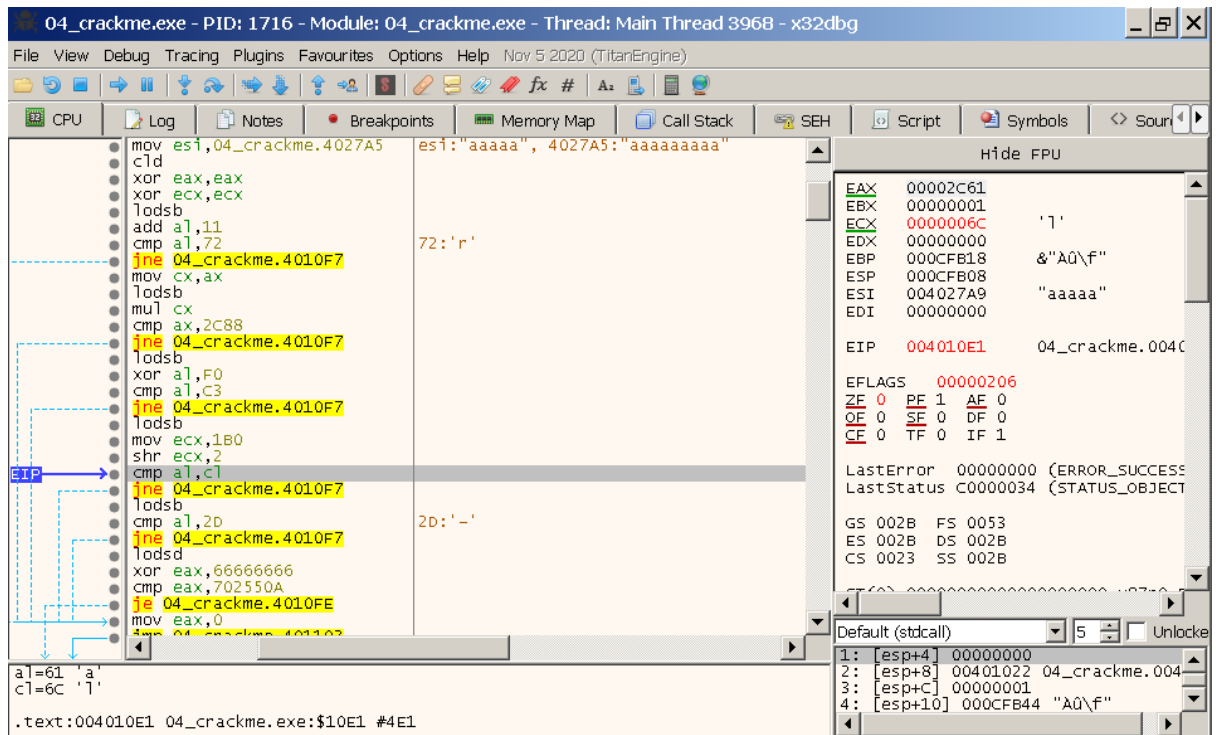 04_crackme.exe - PID: 1716 - Module: 04_crackme.exe - Thread: Main Thread 3968 - x32dbg
File View Debug Tracing Plugins Favourites Options Help Nov 5 2020 (TitanEngine)
CPU Log Notes Breakpoints Memory Map Call Stack SEH Script Symbols
mov esi,04_crackme.4027A5 esi:"aaaaa", 4027A5:"aaaaaaaaa"
cld
xor eax,eax
xor ecx,ecx
lodsb
add al,11
cmp al,72 72:'r'
jne 04_crackme.4010F7
mov cx,ax
lodsb
mul cx
cmp ax,2C88
jne 04_crackme.4010F7
lodsb
xor al,F0
cmp al,C3
jne 04_crackme.4010F7
lodsb
mov ecx,1B0
shr ecx,2
EIP cmp al,cl
jne 04_crackme.4010F7
lodsb
cmp al,2D 2D:'-'
jne 04_crackme.4010F7
lodsd
xor eax,66666666
cmp eax,702550A
je 04_crackme.4010FE
mov eax,0
Hide FPU
EAX 00002C61
EBX 00000001
ECX 0000006C 'l'
EDX 00000000
EBP 000CFB18 &"Àû\f"
ESP 000CFB08
ESI 004027A9 "aaaaa"
EDI 00000000
EIP 004010E1 04_crackme.0040
EFLAGS 00000206
ZF 0 PF 1 AF 0
OF 0 SF 0 DF 0
CF 0 TF 0 IF 1
LastError 00000000 (ERROR_SUCCESS
LastStatus C0000034 (STATUS_OBJECT
GS 002B FS 0053
ES 002B DS 002B
CS 0023 SS 002B
Default (stdcall) 5 Unlocke
1: [esp+4] 00000000
2: [esp+8] 00401022 04_crackme.004
3: [esp+C] 00000001
4: [esp+10] 000CFB44 "Àû\f"
al=61 'a'
cl=6C 'l'
.text:004010E1 04_crackme.exe:$10E1 #4E1